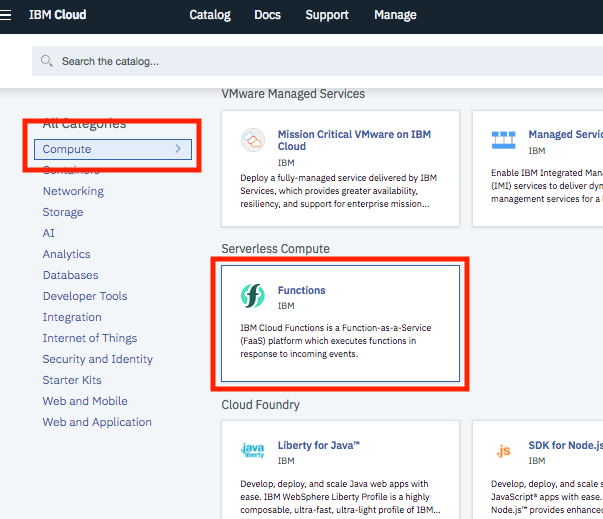 IBM Cloud
Catalog
Docs
Support
Manage
Search the catalog...
All Categories
Compute
Containers
Networking
Storage
AI
Analytics
Databases
Developer Tools
Integration
Internet of Things
Security and Identity
Starter Kits
Web and Mobile
Web and Application
VMware Managed Services
Mission Critical VMware on IBM
Cloud
IBM
Deploy a fully-managed service delivered by IBM
Services, which provides greater availability,
resiliency, and support for enterprise mission...
Managed Servic
IBM
Enable IBM Integrated Mana
(IMI) services to deliver dyn
management services for a
Serverless Compute
Functions
IBM
IBM Cloud Functions is a Function-as-a-Service
(FaaS) platform which executes functions in
response to incoming events.
Cloud Foundry
java
liberty
Liberty for Java™
IBM
Develop, deploy, and scale Java web apps with
ease. IBM WebSphere Liberty Profile is a highly
composable, ultra-fast, ultra-light profile of IBM...
.js
SDK for Node.js
IBM
Develop, deploy, and scale s
JavaScript® apps with ease.
Node.js™ provides enhanced